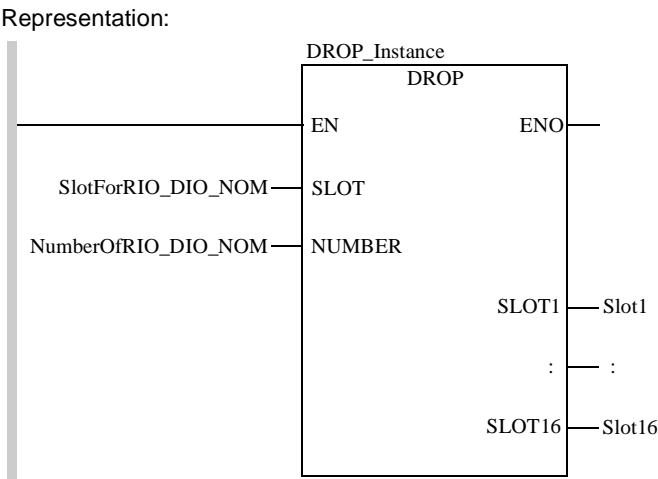 Representation:
DROP_Instance
DROP
EN ENO
SlotForRIO_DIO_NOM SLOT
NumberOfRIO_DIO_NOM NUMBER
SLOT1 Slot1
: :
SLOT16 Slot16